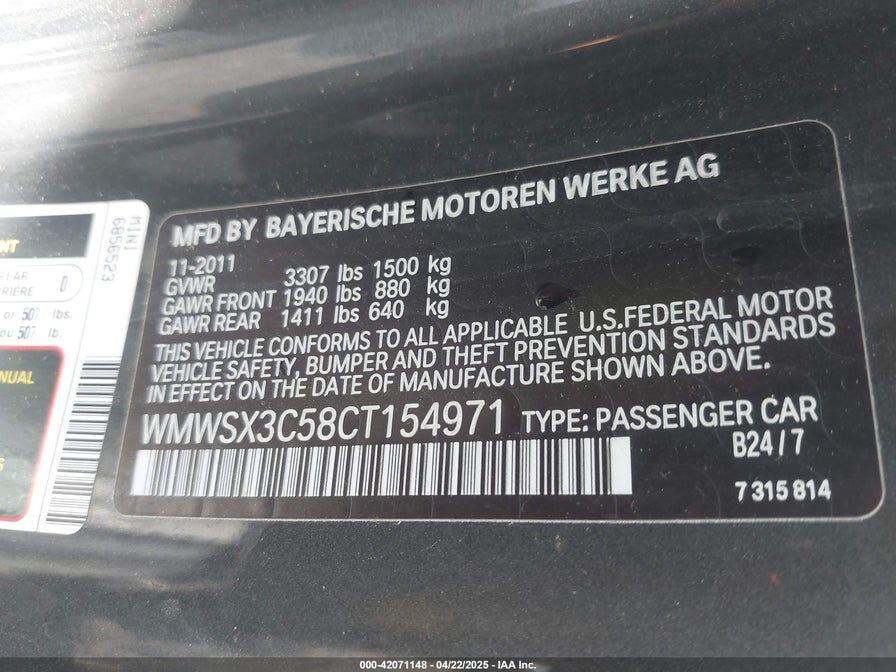 MFD BY BAYERISCHE MOTOREN WERKE AG
11-2011
GVWR 3307 lbs 1500 kg
GAWR FRONT 1940 lbs 880 kg
GAWR REAR 1411 lbs 640 kg
THIS VEHICLE CONFORMS TO ALL APPLICABLE U.S.FEDERAL MOTOR
VEHICLE SAFETY, BUMPER AND THEFT PREVENTION STANDARDS
IN EFFECT ON THE DATE OF MANUFACTURE SHOWN ABOVE.
WMWSX3C58CT154971 TYPE: PASSENGER CAR
B24/7
7 315 814
MINI
6856523
0
or 507 lbs.
ou 507 lb.
000-42071148 - 04/22/2025 - IAA Inc.